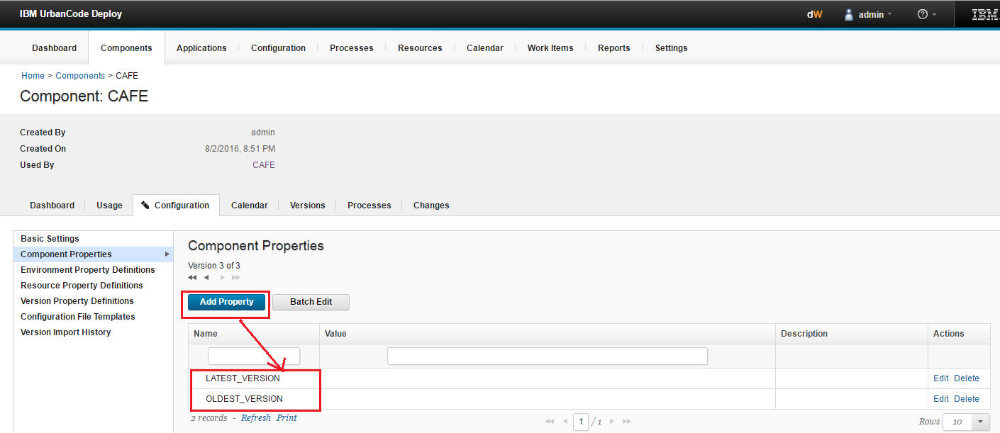 IBM UrbanCode Deploy dW admin IBM
Dashboard Components Applications Configuration Processes Resources Calendar Work Items Reports Settings
Home > Components > CAFE
Component: CAFE
Created By admin
Created On 8/2/2016, 8:51 PM
Used By CAFE
Dashboard Usage Configuration Calendar Versions Processes Changes
Basic Settings
Component Properties
Environment Property Definitions
Resource Property Definitions
Version Property Definitions
Configuration File Templates
Version Import History
Component Properties
Version 3 of 3
Add Property Batch Edit
Name Value Description Actions
LATEST_VERSION Edit Delete
OLDEST_VERSION Edit Delete
2 records - Refresh Print 1 / 1 Rows 10